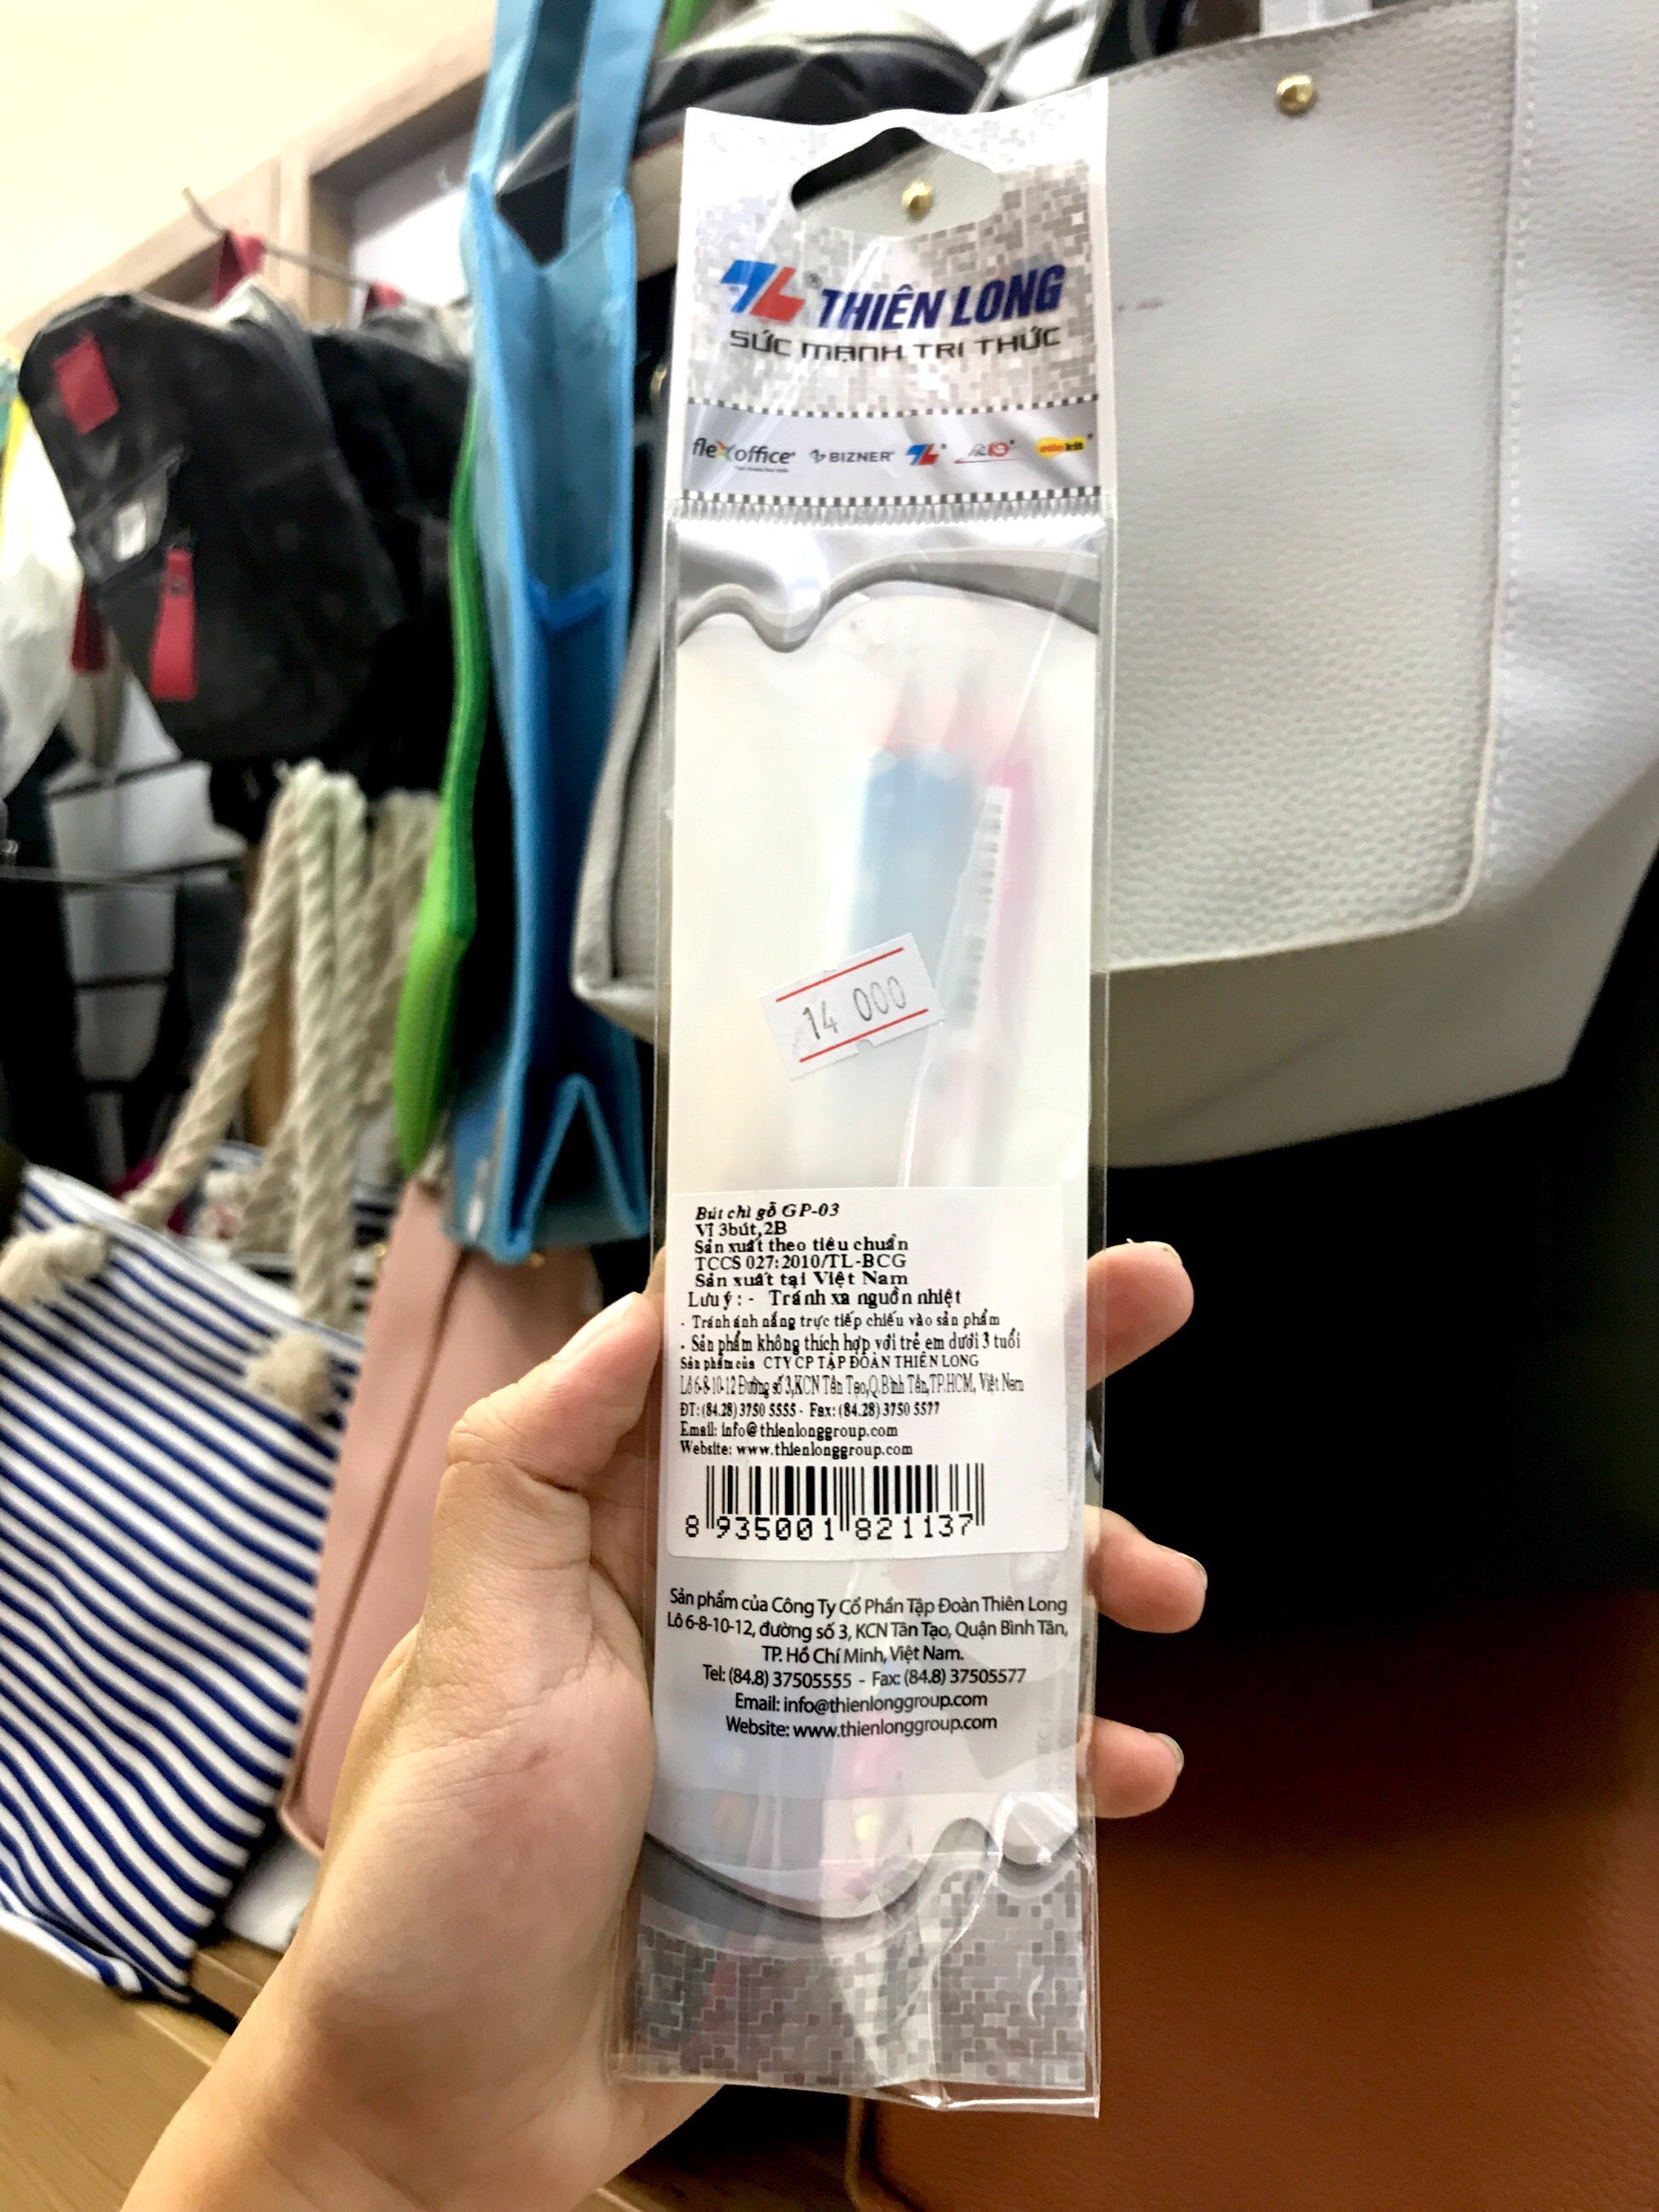 THIÊN LONG
SỨC MẠNH TRI THỨC
flexoffice BIZNER
14 000
Bút chì gỗ GP-03
Vỉ 3bút,2B
Sản xuất theo tiêu chuẩn
TCCS 027:2010/TL-BCG
Sản xuất tại Việt Nam
Lưu ý : - Tránh xa nguồn nhiệt
- Tránh ánh nắng trực tiếp chiếu vào sản phẩm
- Sản phẩm không thích hợp với trẻ em dưới 3 tuổi
Sản phẩm của CTY CP TẬP ĐOÀN THIÊN LONG
Lô 6-8-10-12 Đường số 3,KCN Tân Tạo,Q.Bình Tân,TP.HCM, Việt Nam
ĐT: (84.28) 3750 5555 - Fax: (84.28) 3750 5577
Email: info@thienlonggroup.com
Website: www.thienlonggroup.com
8 935001 821137
Sản phẩm của Công Ty Cổ Phần Tập Đoàn Thiên Long
Lô 6-8-10-12, đường số 3, KCN Tân Tạo, Quận Bình Tân,
TP. Hồ Chí Minh, Việt Nam.
Tel: (84.8) 37505555 - Fax: (84.8) 37505577
Email: info@thienlonggroup.com
Website: www.thienlonggroup.com